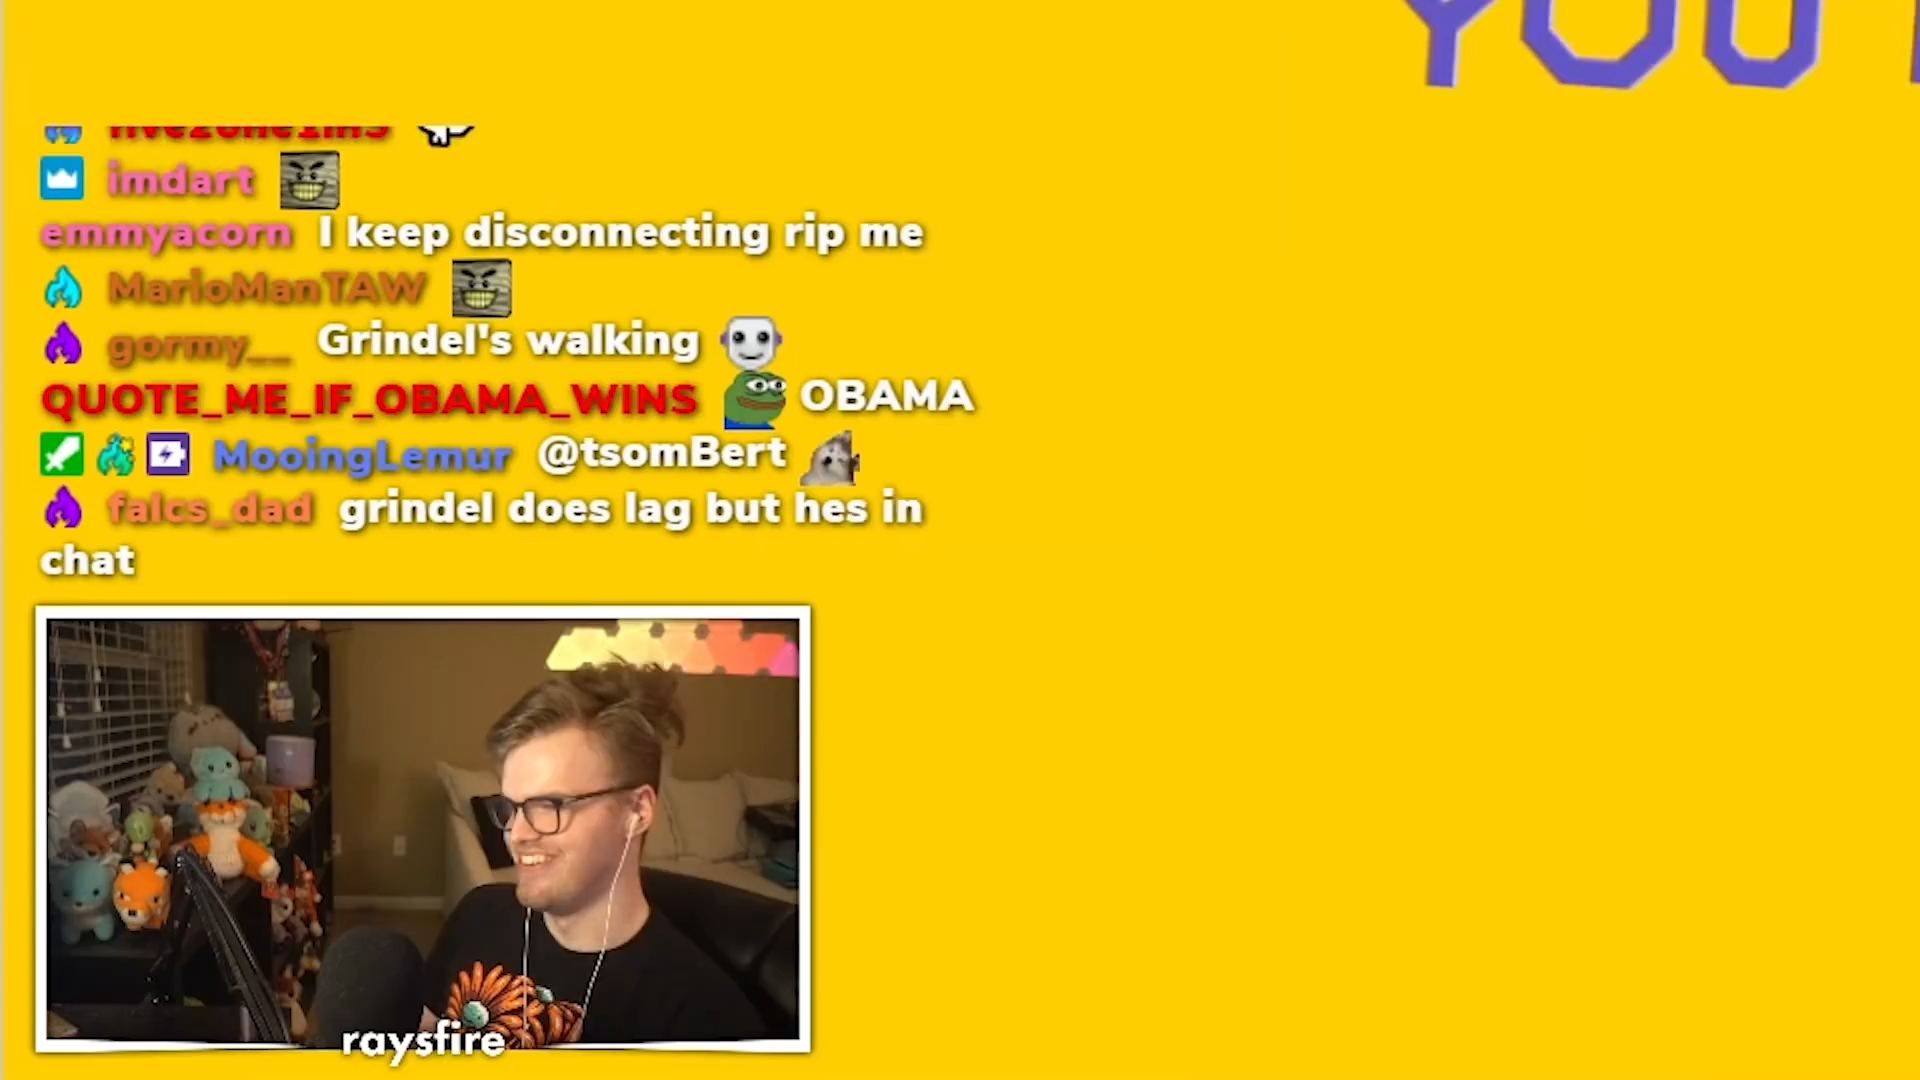 YOU
imdart
emmyacorn I keep disconnecting rip me
MarioManTAW
gormy__ Grindel's walking
QUOTE_ME_IF_OBAMA_WINS OBAMA
MooingLemur @tsomBert
falcs_dad grindel does lag but hes in
chat
raysfire